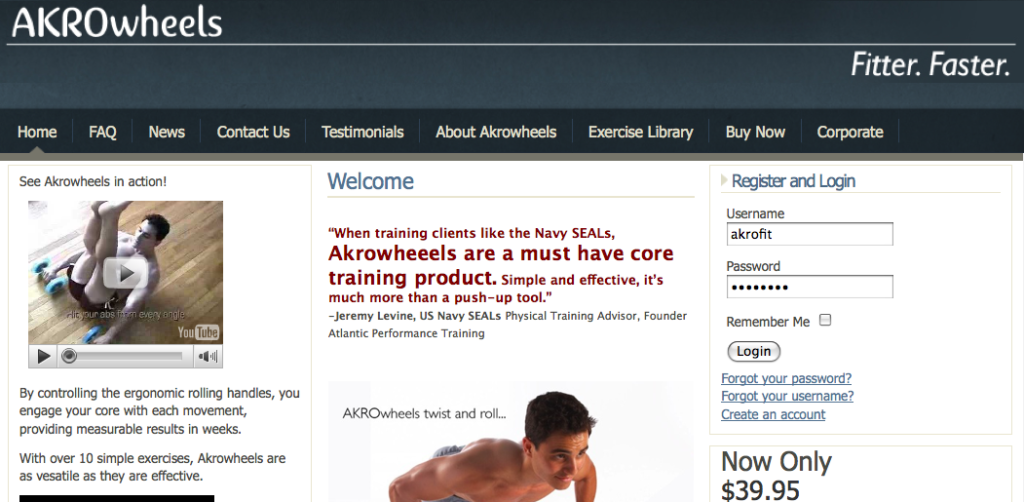 AKROwheels
Fitter. Faster.
Home FAQ News Contact Us Testimonials About Akrowheels Exercise Library Buy Now Corporate
See Akrowheels in action!
Hit your abs from every angle
YouTube
By controlling the ergonomic rolling handles, you
engage your core with each movement,
providing measurable results in weeks.
With over 10 simple exercises, Akrowheels are
as vesatile as they are effective.
Welcome
“When training clients like the Navy SEALs,
Akrowheeels are a must have core
training product. Simple and effective, it’s
much more than a push-up tool.”
–Jeremy Levine, US Navy SEALs Physical Training Advisor, Founder
Atlantic Performance Training
AKROwheels twist and roll...
Register and Login
Username
akrofit
Password
••••••••
Remember Me
Login
Forgot your password?
Forgot your username?
Create an account
Now Only
$39.95